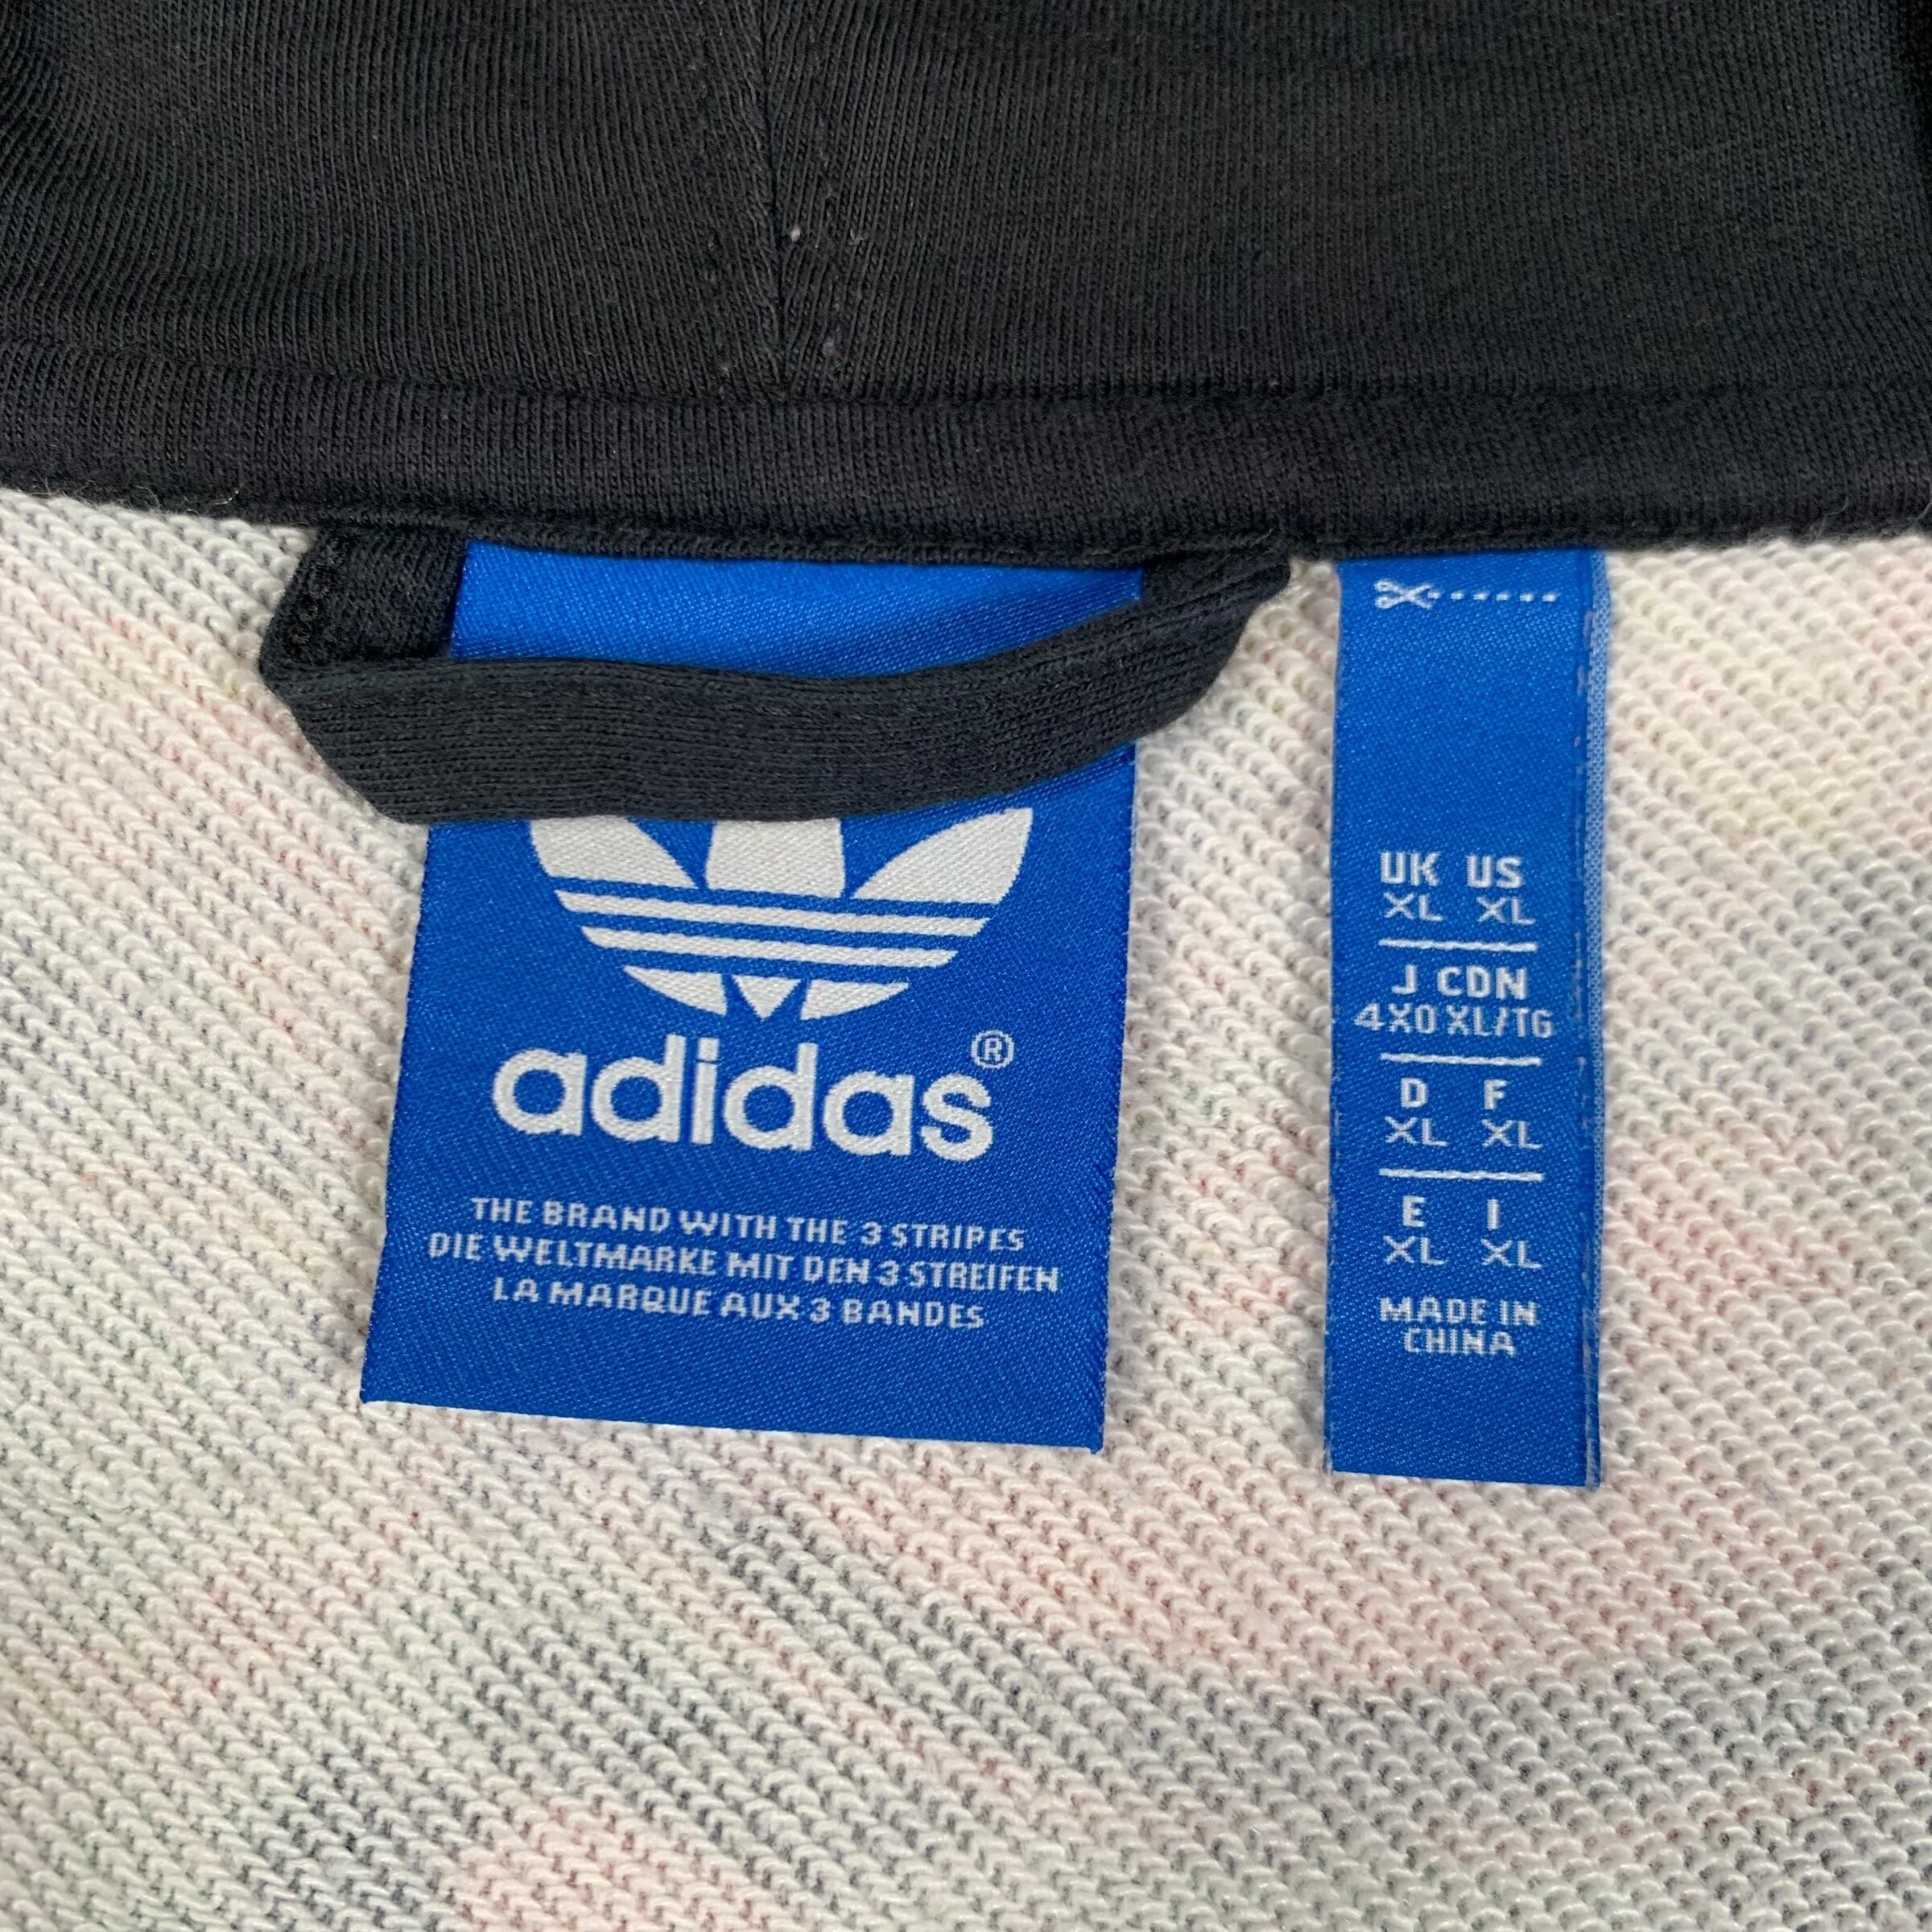 adidas®
THE BRAND WITH THE 3 STRIPES
DIE WELTMARKE MIT DEN 3 STREIFEN
LA MARQUE AUX 3 BANDES
UK US
XL XL
J CDN
4XO XL/TG
D F
XL XL
E I
XL XL
MADE IN
CHINA